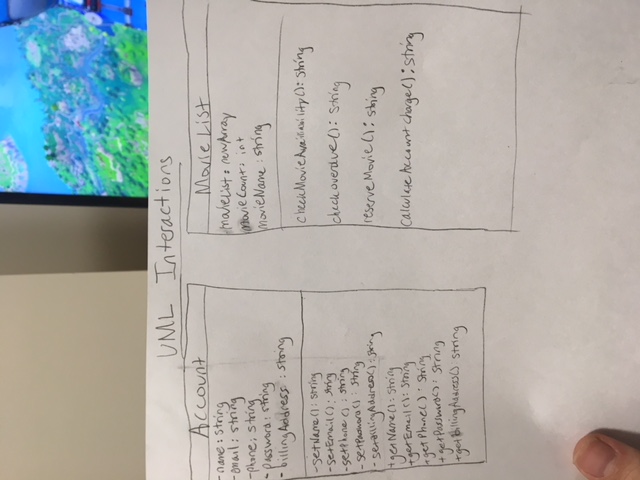 UML Interactions
Account
- name: String
- email: String
- phone: String
- password: String
- billingAddress: String
- setName(): String
- setEmail(): String
- setPhone(): String
- setPassword(): String
- setBillingAddress(): String
+ getName(): String
+ getEmail(): String
+ getPhone(): String
+ getPassword(): String
+ getBillingAddress() String
Movie List
movieList: newArray
movieCount: int
movieName: String
checkMovieAvailiability(): String
checkoverdue(): String
reserveMovie(): String
CalculateAccountcharge(): String